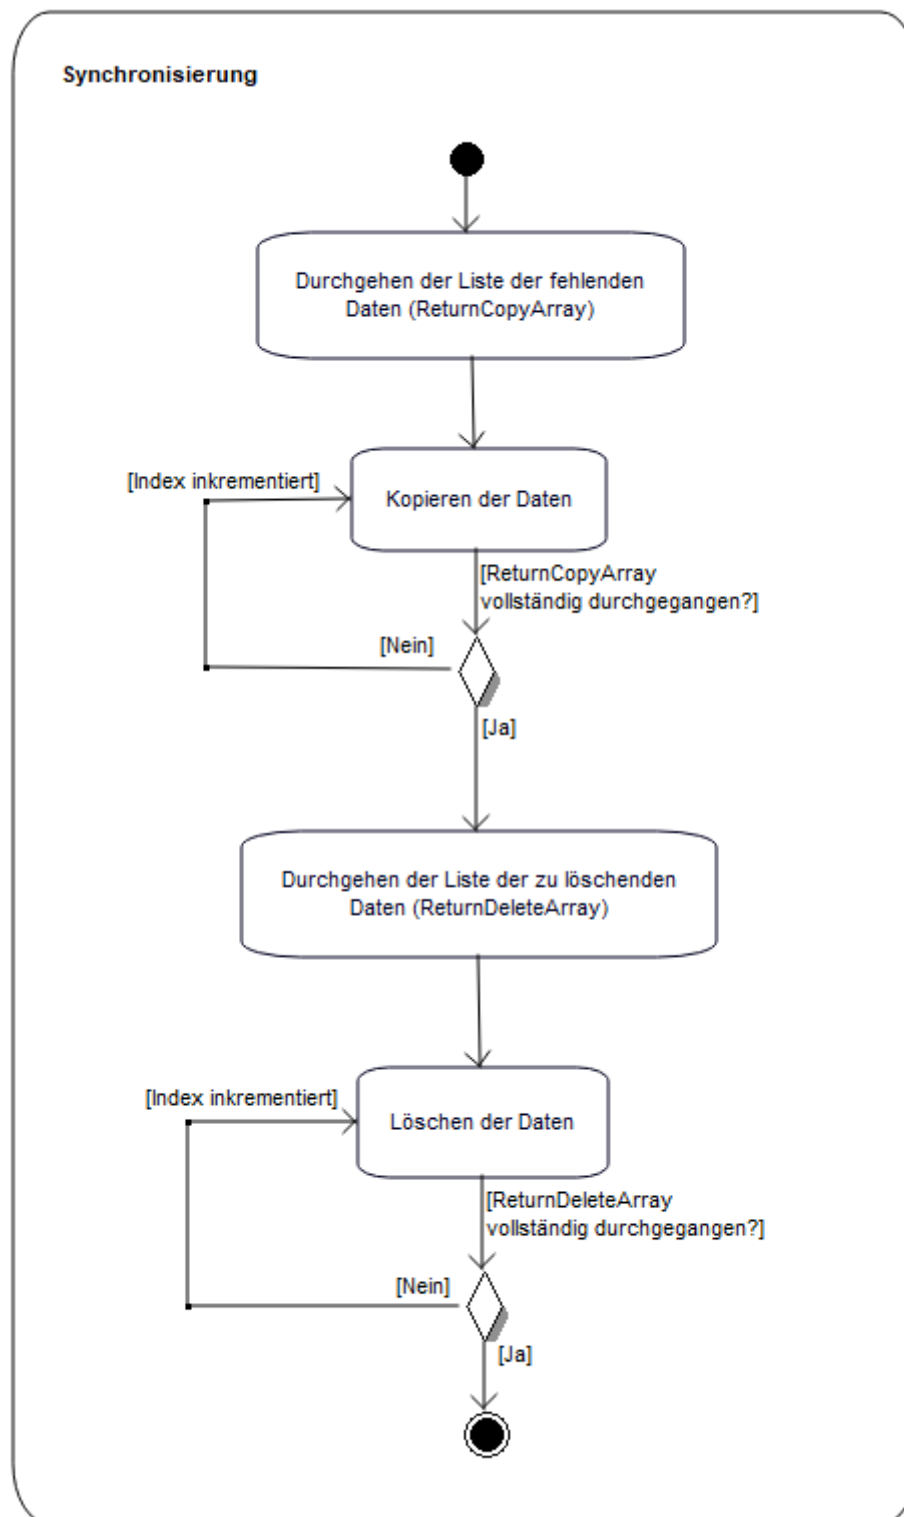 Synchronisierung
Durchgehen der Liste der fehlenden
Daten (ReturnCopyArray)
[Index inkrementiert]
Kopieren der Daten
[ReturnCopyArray
vollständig durchgegangen?]
[Nein]
[Ja]
Durchgehen der Liste der zu löschenden
Daten (ReturnDeleteArray)
[Index inkrementiert]
Löschen der Daten
[ReturnDeleteArray
vollständig durchgegangen?]
[Nein]
[Ja]